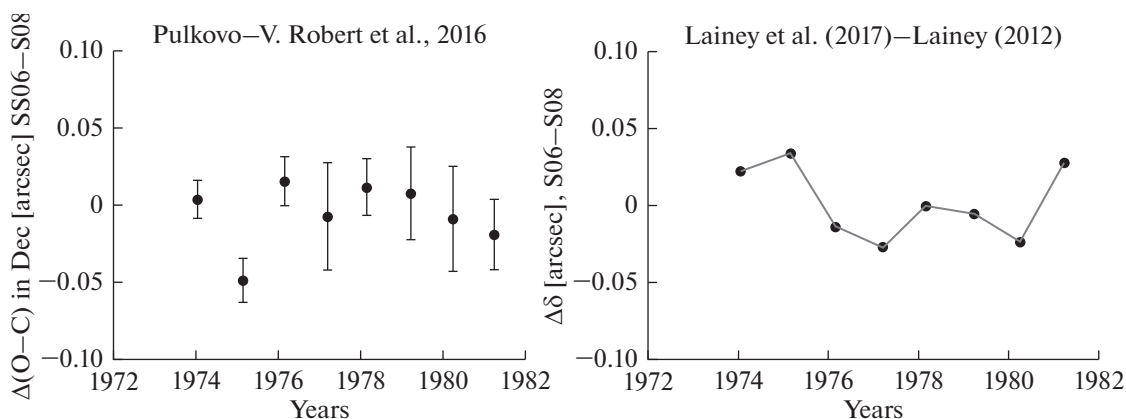 Pulkovo–V. Robert et al., 2016
Δ(O–C) in Dec [arcsec] SS06–S08
0.10
0.05
0
−0.05
−0.10
1972 1974 1976 1978 1980 1982
Years
Lainey et al. (2017)–Lainey (2012)
Δδ [arcsec], S06–S08
0.10
0.05
0
−0.05
−0.10
1972 1974 1976 1978 1980 1982
Years